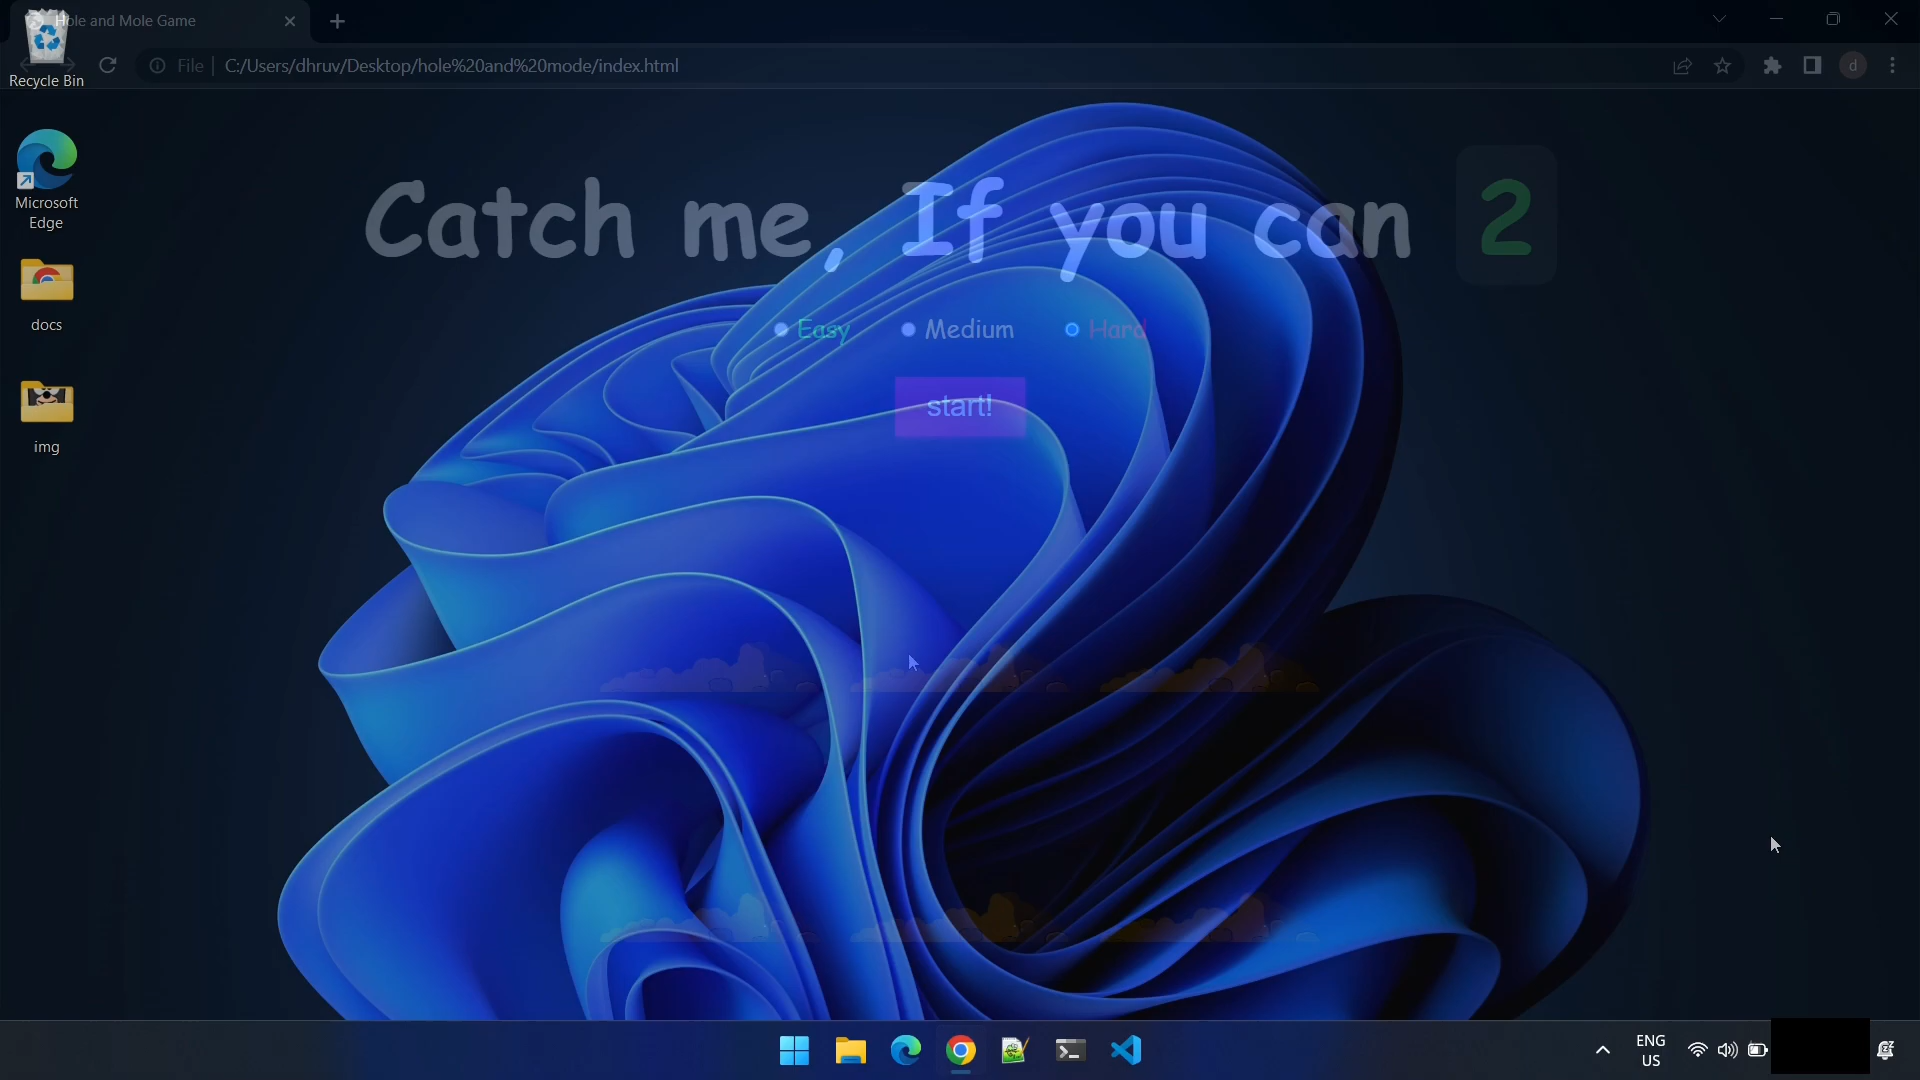 Hole and Mole Game
File
C:/Users/dhruv/Desktop/hole%20and%20mode/index.html
d
Recycle Bin
Microsoft
Edge
docs
img
Catch me, If you can 2
Easy Medium Hard
start!
ENG
US